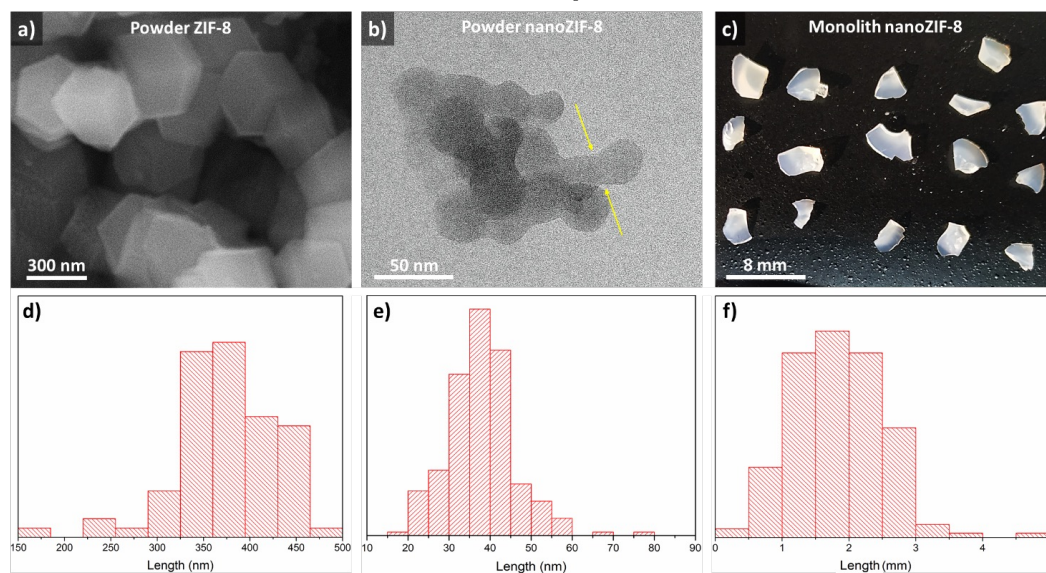 a)
Powder ZIF-8
300 nm
b)
Powder nanoZIF-8
50 nm
c)
Monolith nanoZIF-8
8 mm
d)
150 200 250 300 350 400 450 500
Length (nm)
e)
10 20 30 40 50 60 70 80 90
Length (nm)
f)
0 1 2 3 4
Length (mm)